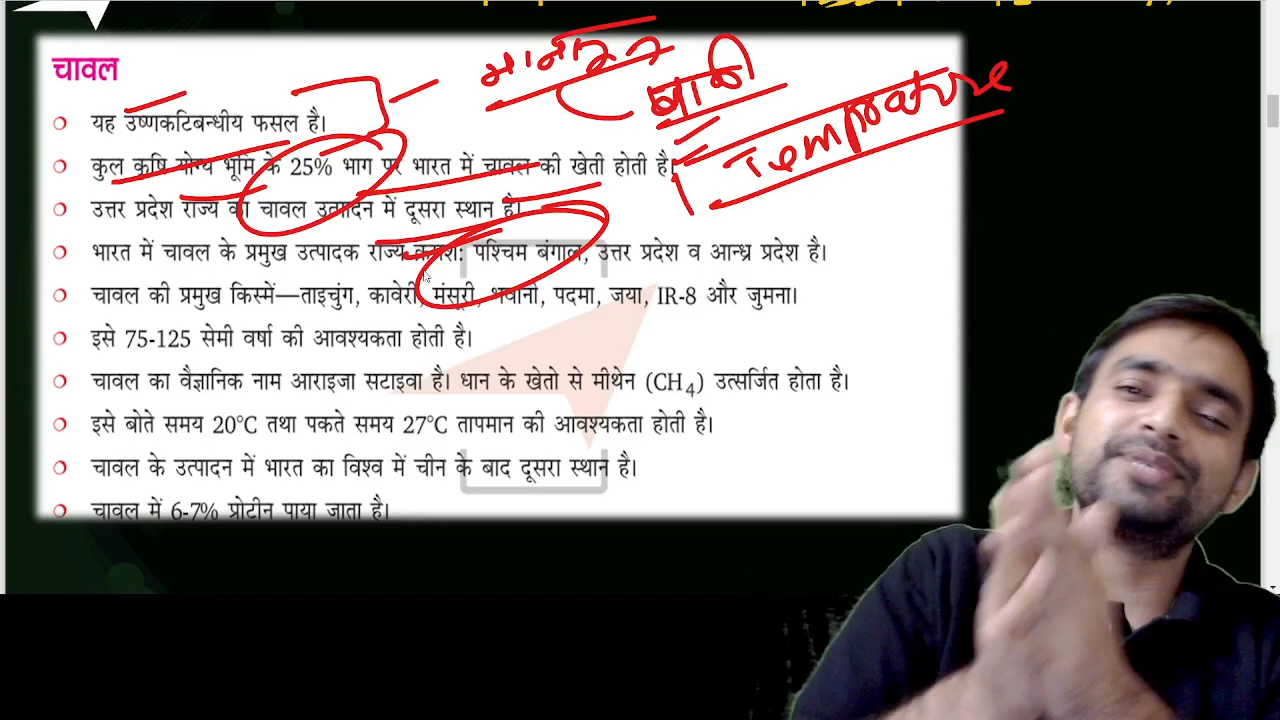 चावल
मानसून
बाकी
Temprature
यह उष्णकटिबन्धीय फसल है।
कुल कृषि योग्य भूमि के 25% भाग पर भारत में चावल की खेती होती है
उत्तर प्रदेश राज्य का चावल उत्पादन में दूसरा स्थान है।
भारत में चावल के प्रमुख उत्पादक राज्य क्रमश: पश्चिम बंगाल, उत्तर प्रदेश व आन्ध्र प्रदेश है।
चावल की प्रमुख किस्में—ताइचुंग, कावेरी, मंसूरी, भवानी, पदमा, जया, IR-8 और जुमना।
इसे 75-125 सेमी वर्षा की आवश्यकता होती है।
चावल का वैज्ञानिक नाम आराइजा सटाइवा है। धान के खेतो से मीथेन (CH₄) उत्सर्जित होता है।
इसे बोते समय 20°C तथा पकते समय 27°C तापमान की आवश्यकता होती है।
चावल के उत्पादन में भारत का विश्व में चीन के बाद दूसरा स्थान है।
चावल में 6-7% प्रोटीन पाया जाता है।